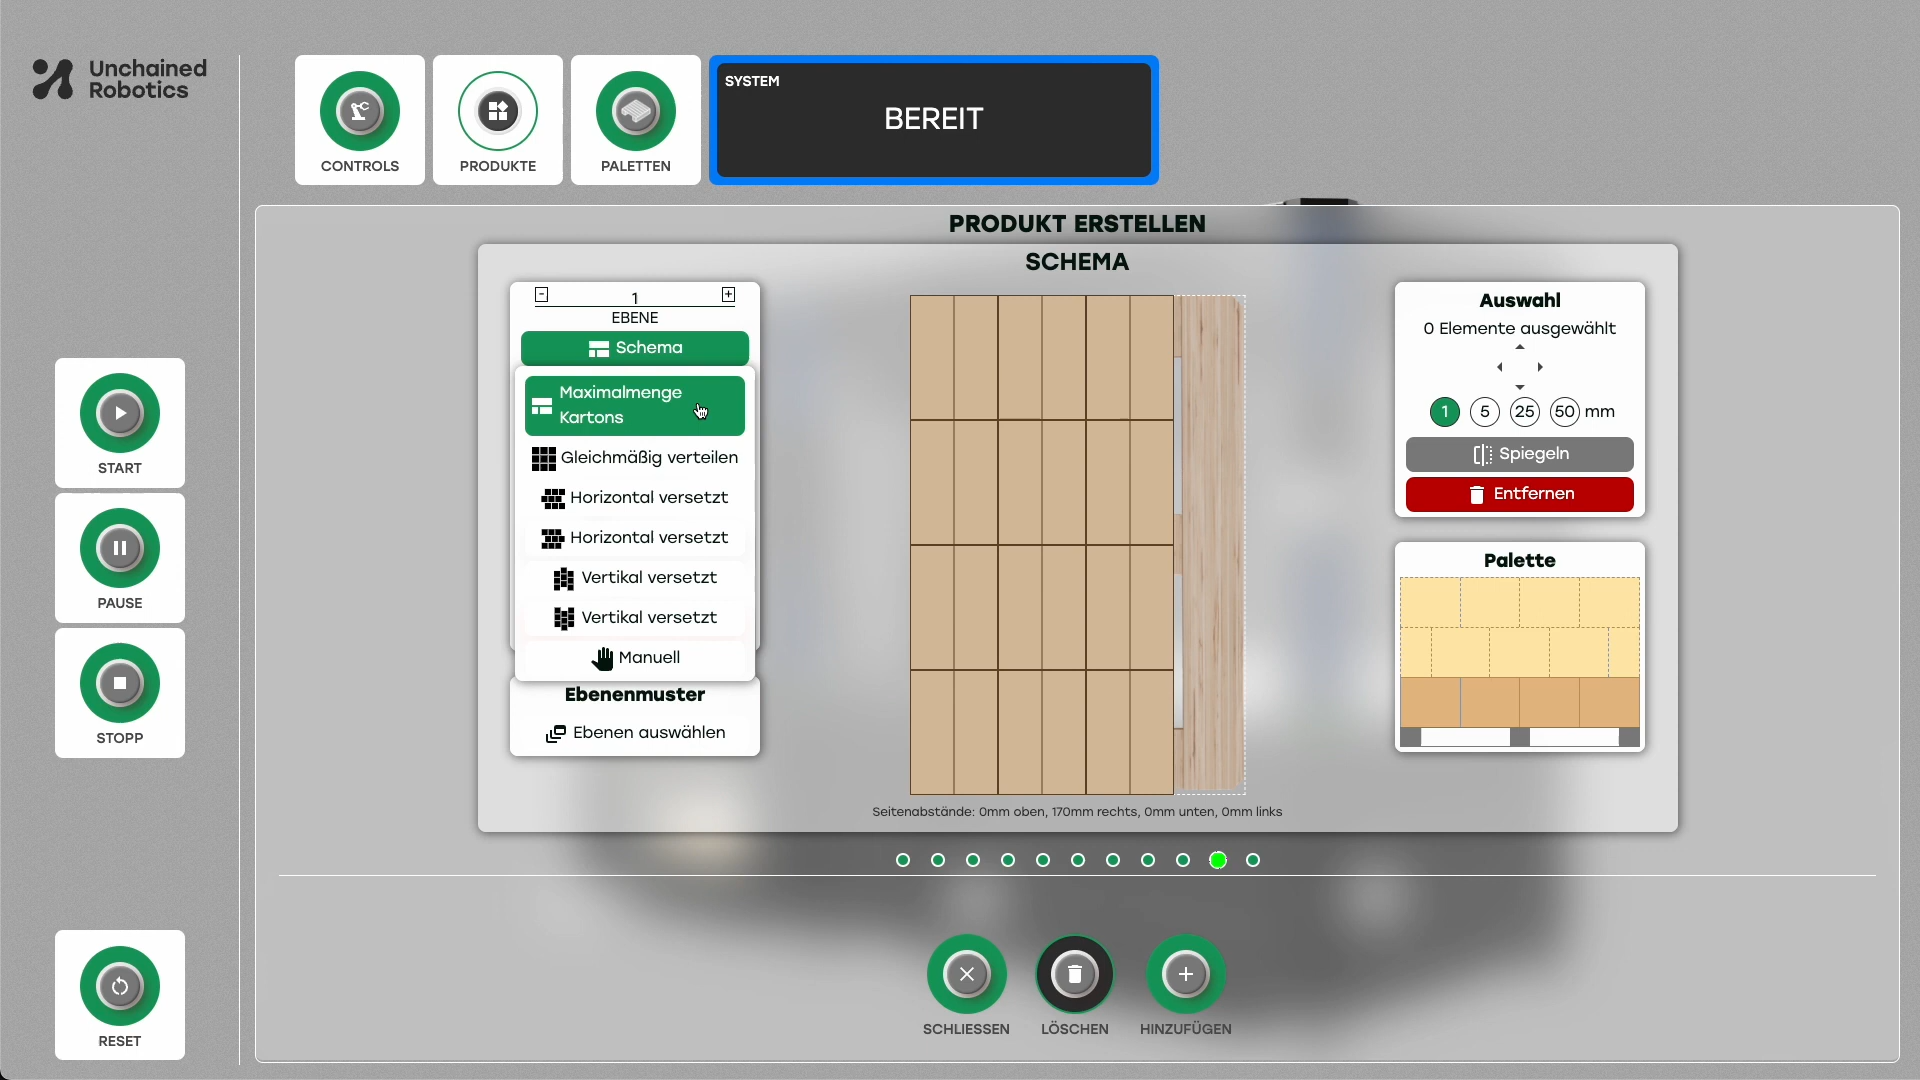 Unchained
Robotics
CONTROLS
PRODUKTE
PALETTEN
SYSTEM
BEREIT
PRODUKT ERSTELLEN
SCHEMA
- 1 +
EBENE
Schema
Maximalmenge
Kartons
Gleichmäßig verteilen
Horizontal versetzt
Horizontal versetzt
Vertikal versetzt
Vertikal versetzt
Manuell
Ebenenmuster
Ebenen auswählen
Seitenabstände: 0mm oben, 170mm rechts, 0mm unten, 0mm links
Auswahl
0 Elemente ausgewählt
1 5 25 50 mm
Spiegeln
Entfernen
Palette
START
PAUSE
STOPP
RESET
SCHLIESSEN
LÖSCHEN
HINZUFÜGEN